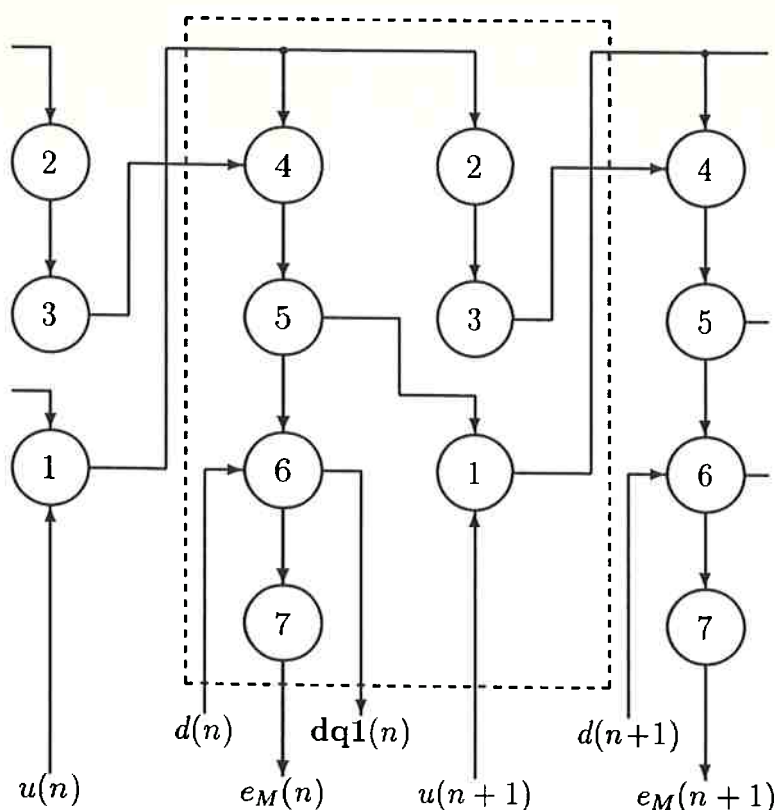 2 4 2 4
3 5 3 5
1 6 1 6
7 7
d(n) dq1(n) d(n+1)
u(n) e_M(n) u(n + 1) e_M(n + 1)